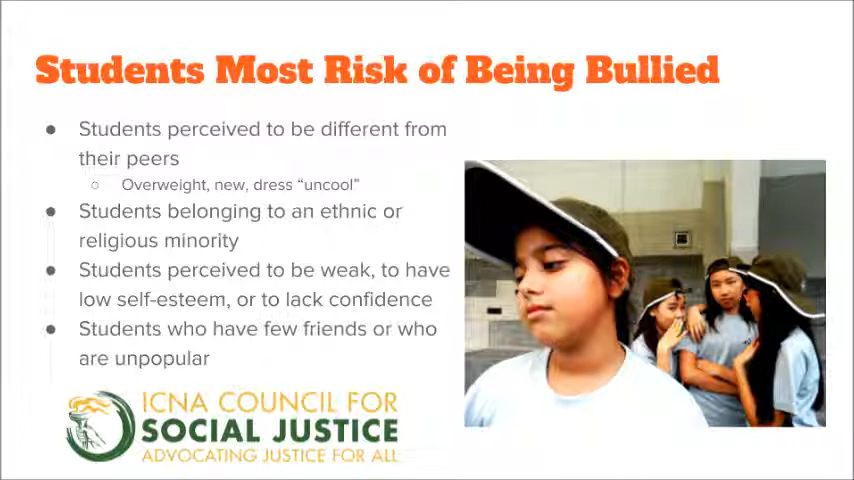 Students Most Risk of Being Bullied
● Students perceived to be different from
their peers
○ Overweight, new, dress “uncool”
● Students belonging to an ethnic or
religious minority
● Students perceived to be weak, to have
low self-esteem, or to lack confidence
● Students who have few friends or who
are unpopular
ICNA COUNCIL FOR
SOCIAL JUSTICE
ADVOCATING JUSTICE FOR ALL